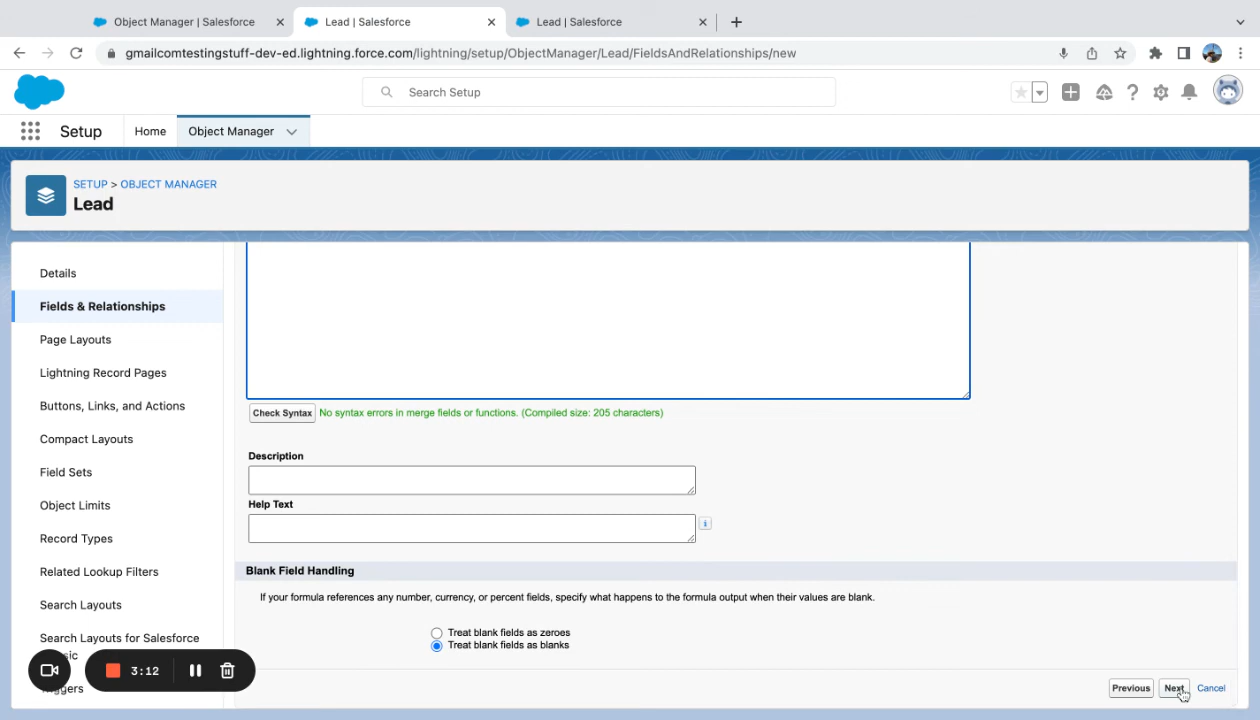 Object Manager | Salesforce
Lead | Salesforce
Lead | Salesforce
gmailcomtestingstuff-dev-ed.lightning.force.com/lightning/setup/ObjectManager/Lead/FieldsAndRelationships/new
Search Setup
Setup
Home
Object Manager
SETUP > OBJECT MANAGER
Lead
Details
Fields & Relationships
Page Layouts
Lightning Record Pages
Buttons, Links, and Actions
Compact Layouts
Field Sets
Object Limits
Record Types
Related Lookup Filters
Search Layouts
Search Layouts for Salesforce
sic
Triggers
3:12
Check Syntax No syntax errors in merge fields or functions. (Compiled size: 205 characters)
Description
Help Text
i
Blank Field Handling
If your formula references any number, currency, or percent fields, specify what happens to the formula output when their values are blank.
Treat blank fields as zeroes
Treat blank fields as blanks
Previous Next Cancel